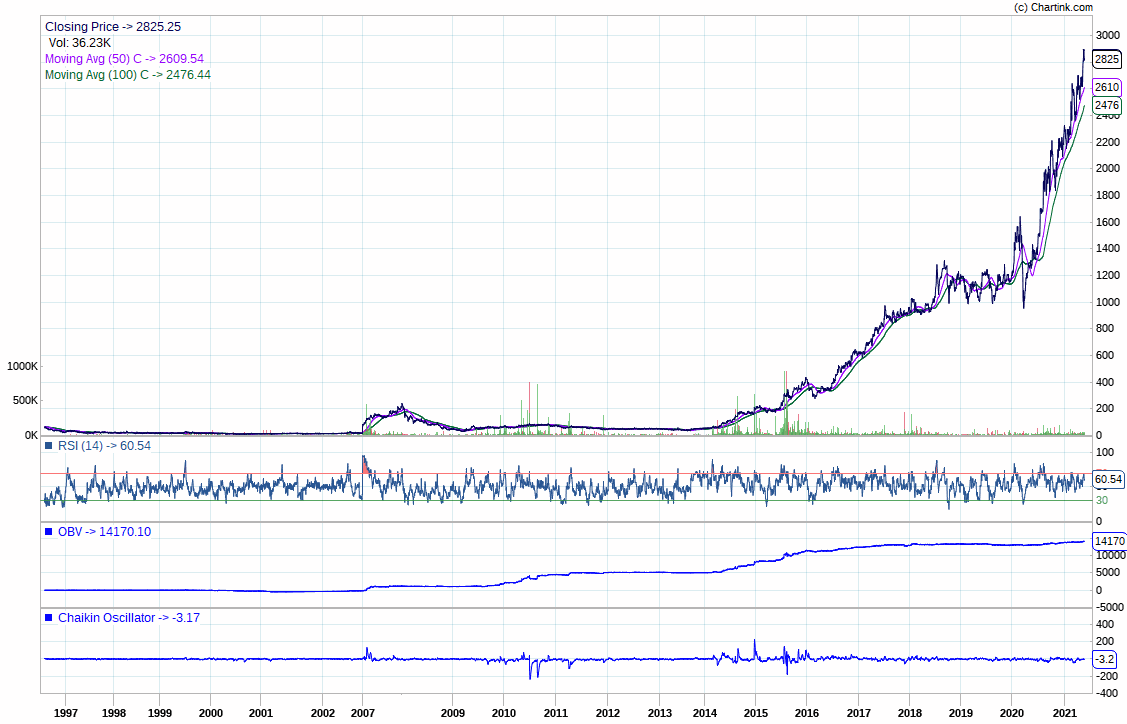 (c) Chartink.com
Closing Price -> 2825.25
Vol: 36.23K
Moving Avg (50) C -> 2609.54
Moving Avg (100) C -> 2476.44
3000
2825
2610
2476
2400
2200
2000
1800
1600
1400
1200
1000
800
600
400
200
0
1000K
500K
0K
RSI (14) -> 60.54
100
60.54
30
0
OBV -> 14170.10
14170
10000
5000
0
-5000
Chaikin Oscillator -> -3.17
400
200
-3.2
-200
-400
1997 1998 1999 2000 2001 2002 2007 2009 2010 2011 2012 2013 2014 2015 2016 2017 2018 2019 2020 2021